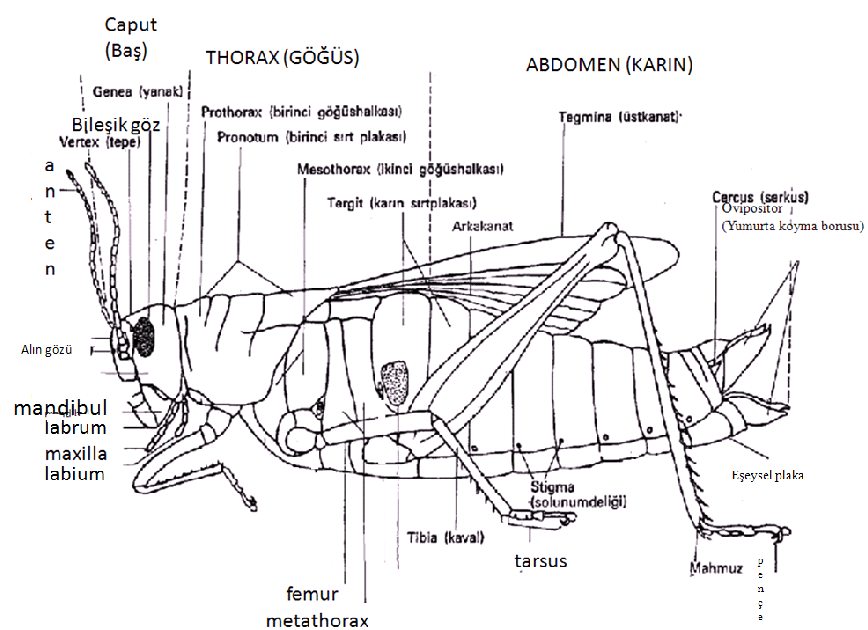 Caput
(Baş)
THORAX (GÖĞÜS)
ABDOMEN (KARIN)
Genea (yanak)
Prothorax (birinci göğüshalkası)
Tegmina (üstkanat)
Bileşik göz
Pronotum (birinci sırt plakası)
Vertex (tepe)
anten
Mesothorax (ikinci göğüshalkası)
Tergit (karın sırtplakası)
Arkakanat
Cercus (serkus)
Ovipositor
(Yumurta koyma borusu)
Alın gözü
mandibul
labrum
maxilla
labium
Eşeysel plaka
Stigma
(solunumdeliği)
Tibia (kaval)
tarsus
Mahmuz
pençe
femur
metathorax